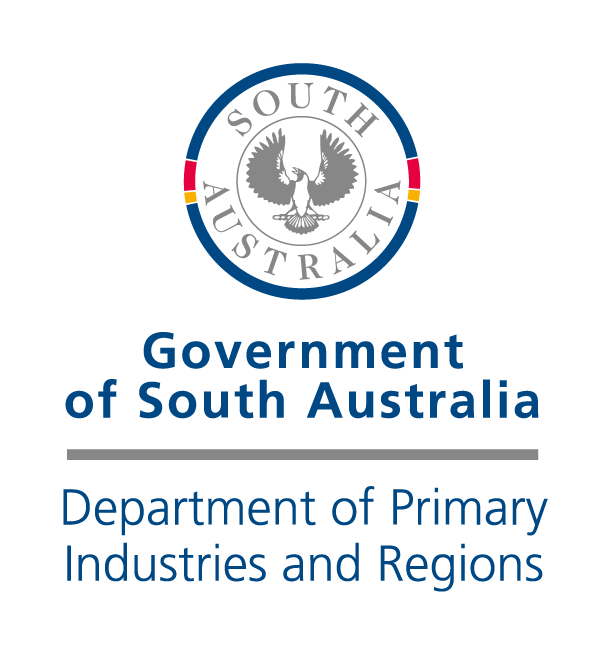 SOUTH
AUSTRALIA
Government
of South Australia
Department of Primary
Industries and Regions